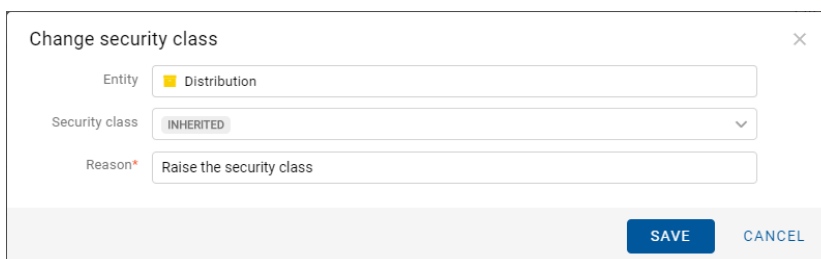 Change security class
Entity Distribution
Security class INHERITED
Reason* Raise the security class
SAVE CANCEL